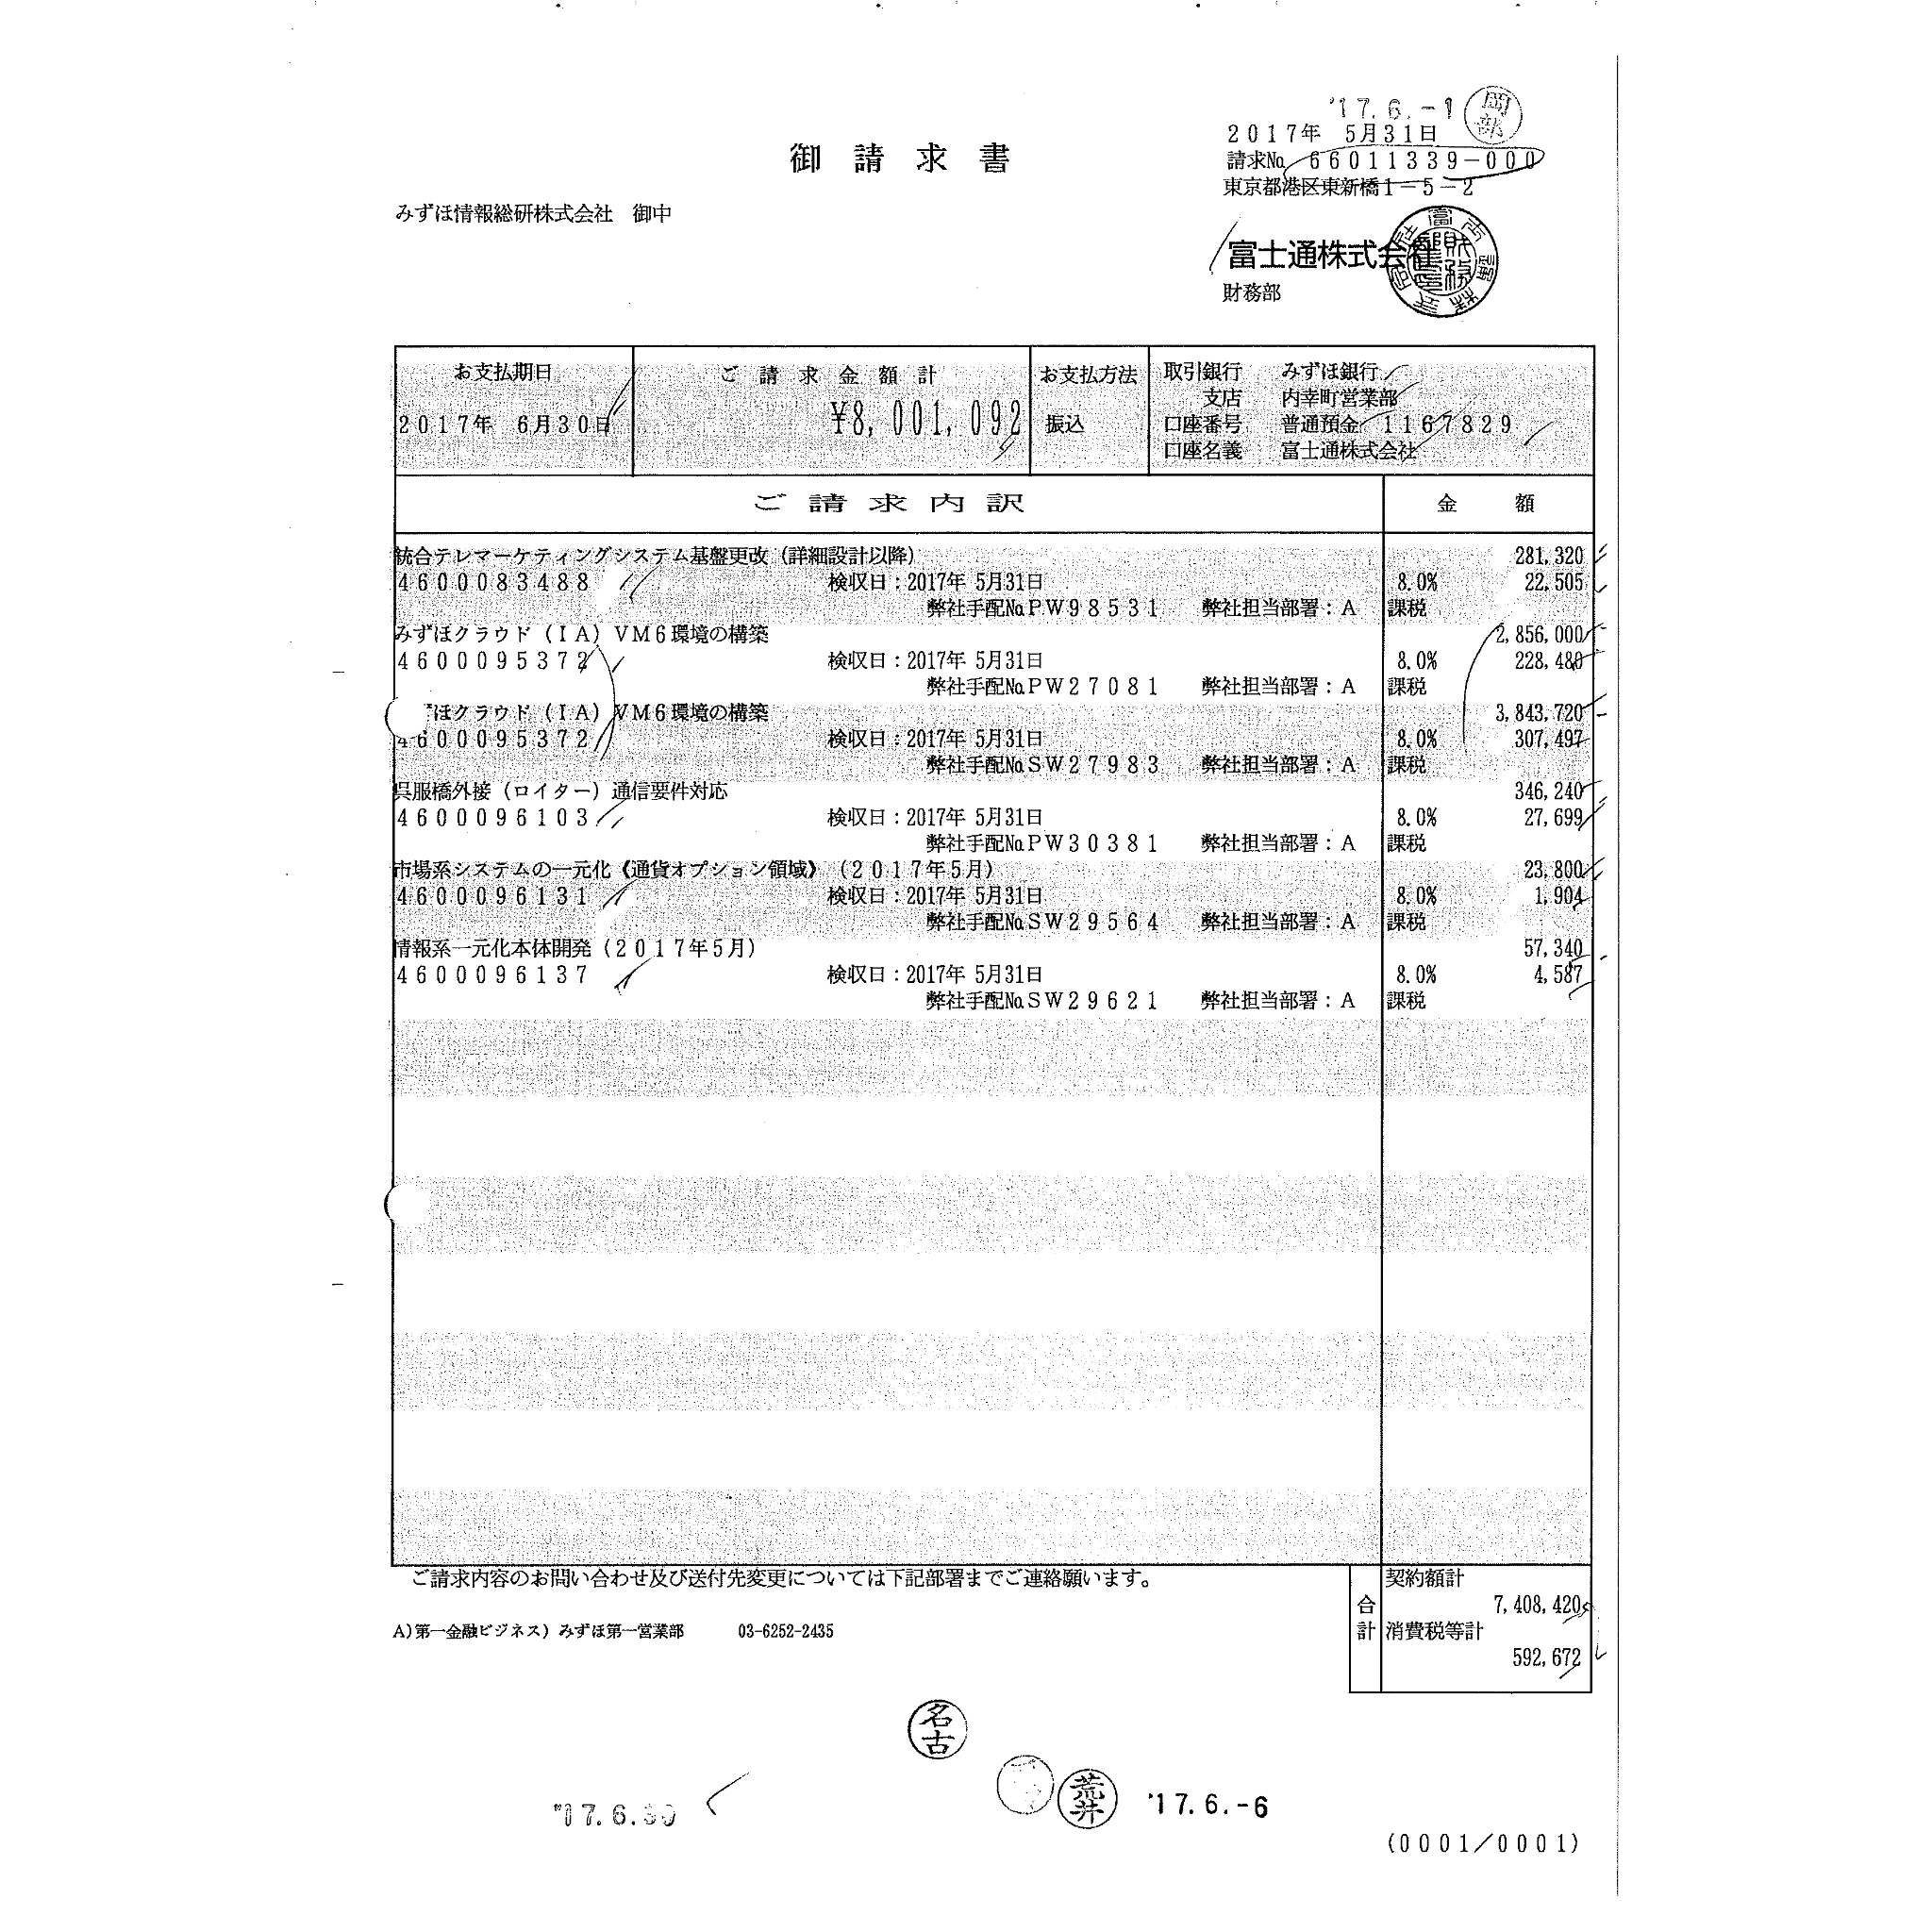 '17.6.-1
岡部
2017年 5月31日
御請求書
請求No. 66011339-000
東京都港区東新橋1-5-2
みずほ情報総研株式会社 御中
富士通株式会社
財務部
お支払期日 ご請求金額計 お支払方法 取引銀行 みずほ銀行
支店 内幸町営業部
2017年 6月30日 ¥8,001,092 振込 口座番号 普通預金 1167829
口座名義 富士通株式会社
ご請求内訳 金額
統合テレマーケティングシステム基盤更改(詳細設計以降) 281,320
4600083488 検収日:2017年 5月31日 8.0% 22,505
弊社手配No.PW98531 弊社担当部署:A 課税
みずほクラウド(IA)VM6環境の構築 2,856,000
4600095372 検収日:2017年 5月31日 8.0% 228,480
弊社手配No.PW27081 弊社担当部署:A 課税
ずほクラウド(IA)VM6環境の構築 3,843,720
4600095372 検収日:2017年 5月31日 8.0% 307,497
弊社手配No.SW27983 弊社担当部署:A 課税
呉服橋外接(ロイター)通信要件対応 346,240
4600096103 検収日:2017年 5月31日 8.0% 27,699
弊社手配No.PW30381 弊社担当部署:A 課税
市場系システムの一元化《通貨オプション領域》(2017年5月) 23,800
4600096131 検収日:2017年 5月31日 8.0% 1,904
弊社手配No.SW29564 弊社担当部署:A 課税
情報系一元化本体開発(2017年5月) 57,340
4600096137 検収日:2017年 5月31日 8.0% 4,587
弊社手配No.SW29621 弊社担当部署:A 課税
ご請求内容のお問い合わせ及び送付先変更については下記部署までご連絡願います。 契約額計
合計 7,408,420
A)第一金融ビジネス)みずほ第一営業部 03-6252-2435 消費税等計
592,672
名古
荒井
'17.6.30
'17.6.-6
(0001/0001)